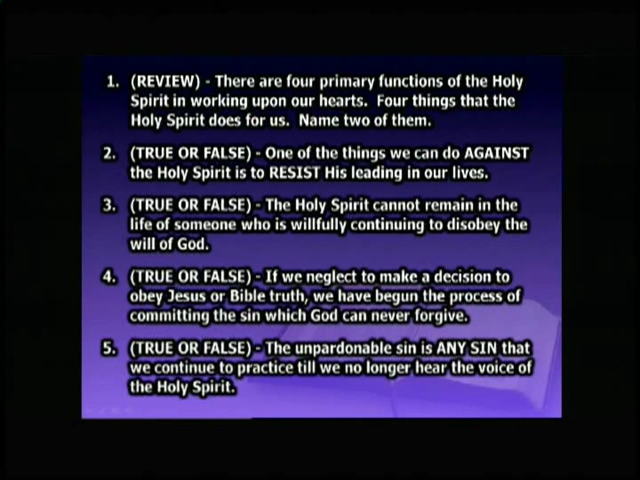 1. (REVIEW) - There are four primary functions of the Holy
Spirit in working upon our hearts. Four things that the
Holy Spirit does for us. Name two of them.
2. (TRUE OR FALSE) - One of the things we can do AGAINST
the Holy Spirit is to RESIST His leading in our lives.
3. (TRUE OR FALSE) - The Holy Spirit cannot remain in the
life of someone who is willfully continuing to disobey the
will of God.
4. (TRUE OR FALSE) - If we neglect to make a decision to
obey Jesus or Bible truth, we have begun the process of
committing the sin which God can never forgive.
5. (TRUE OR FALSE) - The unpardonable sin is ANY SIN that
we continue to practice till we no longer hear the voice of
the Holy Spirit.